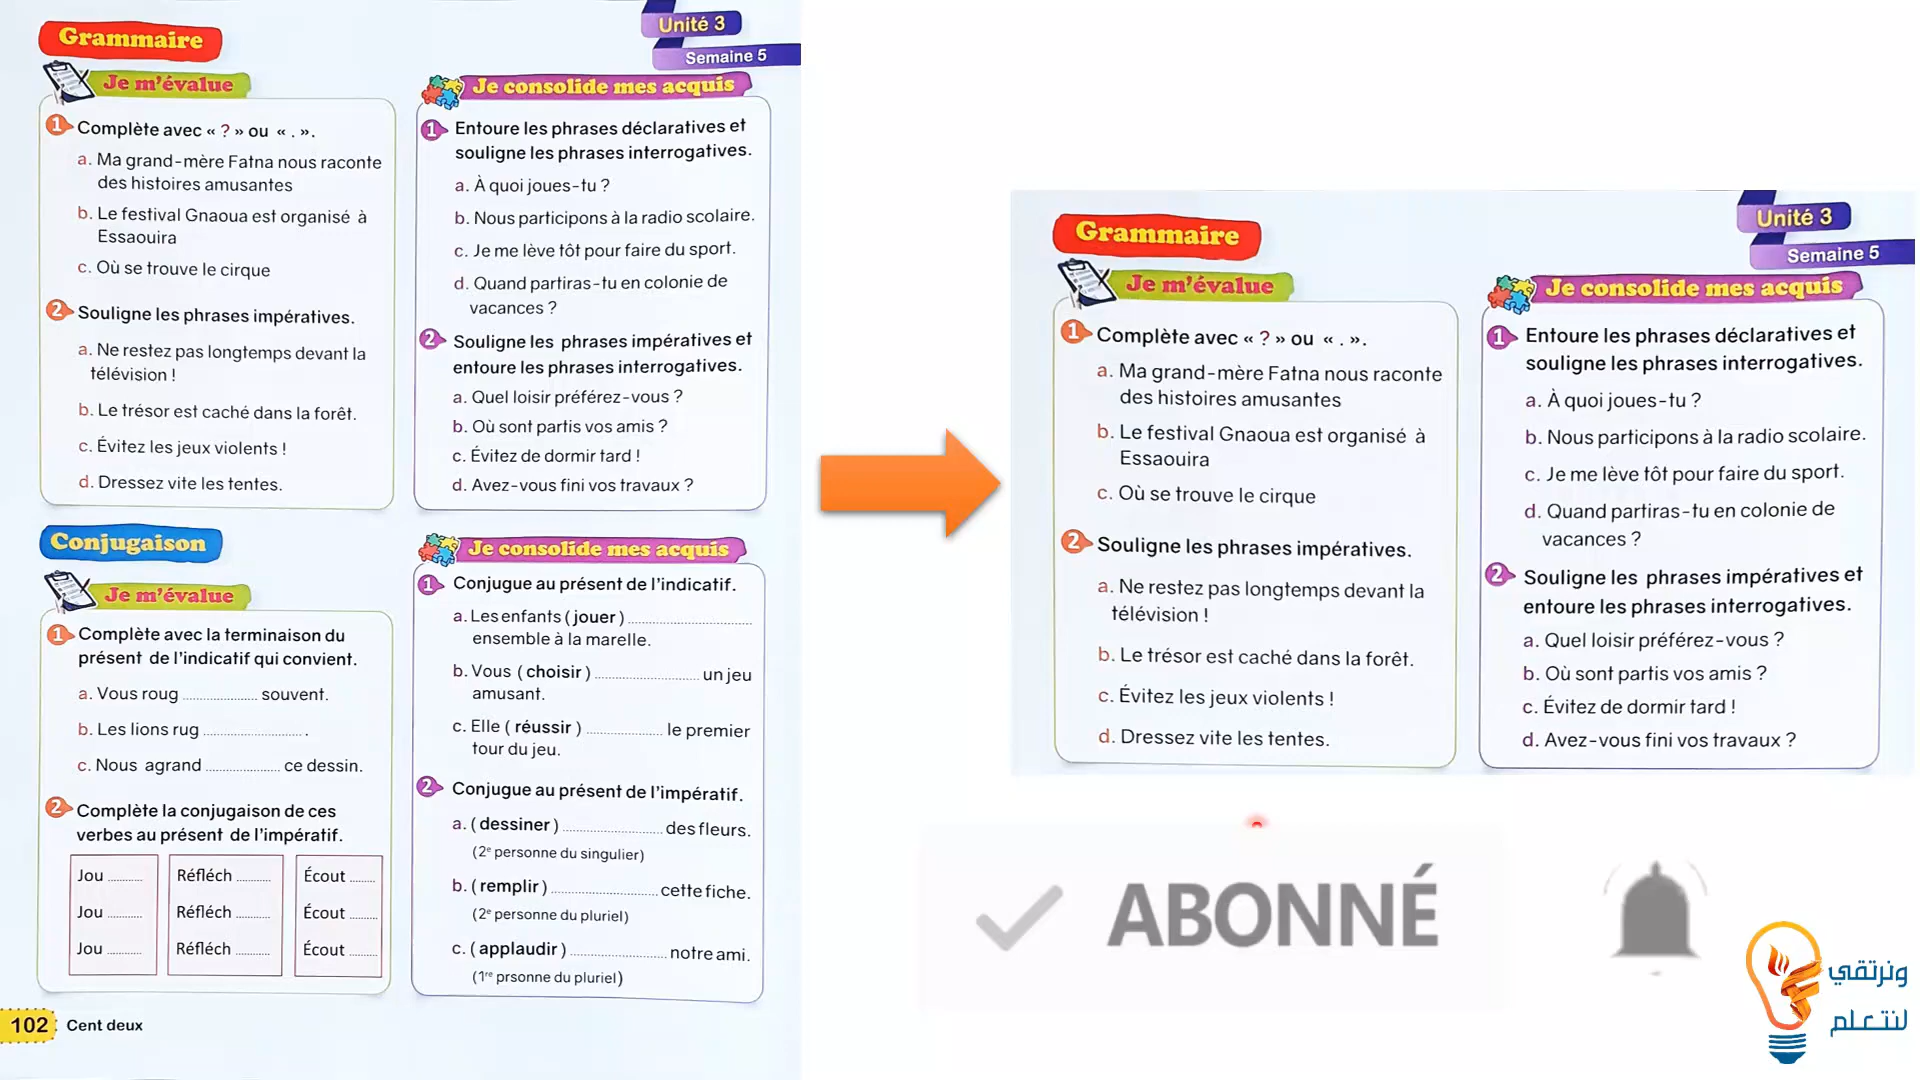 Unité 3
Semaine 5
Grammaire
Je m'évalue
1 Complète avec « ? » ou « . ».
a. Ma grand-mère Fatna nous raconte
des histoires amusantes
b. Le festival Gnaoua est organisé à
Essaouira
c. Où se trouve le cirque
2 Souligne les phrases impératives.
a. Ne restez pas longtemps devant la
télévision !
b. Le trésor est caché dans la forêt.
c. Évitez les jeux violents !
d. Dressez vite les tentes.
Je consolide mes acquis
1 Entoure les phrases déclaratives et
souligne les phrases interrogatives.
a. À quoi joues-tu ?
b. Nous participons à la radio scolaire.
c. Je me lève tôt pour faire du sport.
d. Quand partiras-tu en colonie de
vacances ?
2 Souligne les phrases impératives et
entoure les phrases interrogatives.
a. Quel loisir préférez-vous ?
b. Où sont partis vos amis ?
c. Évitez de dormir tard !
d. Avez-vous fini vos travaux ?
Conjugaison
Je m'évalue
1 Complète avec la terminaison du
présent de l'indicatif qui convient.
a. Vous roug .................... souvent.
b. Les lions rug .......................... .
c. Nous agrand .................... ce dessin.
2 Complète la conjugaison de ces
verbes au présent de l'impératif.
Jou .......... Réfléch .......... Écout ..........
Jou .......... Réfléch .......... Écout ..........
Jou .......... Réfléch .......... Écout ..........
Je consolide mes acquis
1 Conjugue au présent de l'indicatif.
a. Les enfants ( jouer ) ..............................
ensemble à la marelle.
b. Vous ( choisir ) .......................... un jeu
amusant.
c. Elle ( réussir ) .................... le premier
tour du jeu.
2 Conjugue au présent de l'impératif.
a. ( dessiner ) .......................... des fleurs.
(2e personne du singulier)
b. ( remplir ) .......................... cette fiche.
(2e personne du pluriel)
c. ( applaudir ) .......................... notre ami.
(1re prsonne du pluriel)
102 Cent deux
Unité 3
Semaine 5
Grammaire
Je m'évalue
1 Complète avec « ? » ou « . ».
a. Ma grand-mère Fatna nous raconte
des histoires amusantes
b. Le festival Gnaoua est organisé à
Essaouira
c. Où se trouve le cirque
2 Souligne les phrases impératives.
a. Ne restez pas longtemps devant la
télévision !
b. Le trésor est caché dans la forêt.
c. Évitez les jeux violents !
d. Dressez vite les tentes.
Je consolide mes acquis
1 Entoure les phrases déclaratives et
souligne les phrases interrogatives.
a. À quoi joues-tu ?
b. Nous participons à la radio scolaire.
c. Je me lève tôt pour faire du sport.
d. Quand partiras-tu en colonie de
vacances ?
2 Souligne les phrases impératives et
entoure les phrases interrogatives.
a. Quel loisir préférez-vous ?
b. Où sont partis vos amis ?
c. Évitez de dormir tard !
d. Avez-vous fini vos travaux ?
ABONNÉ
ونرتقي
لنتعلم